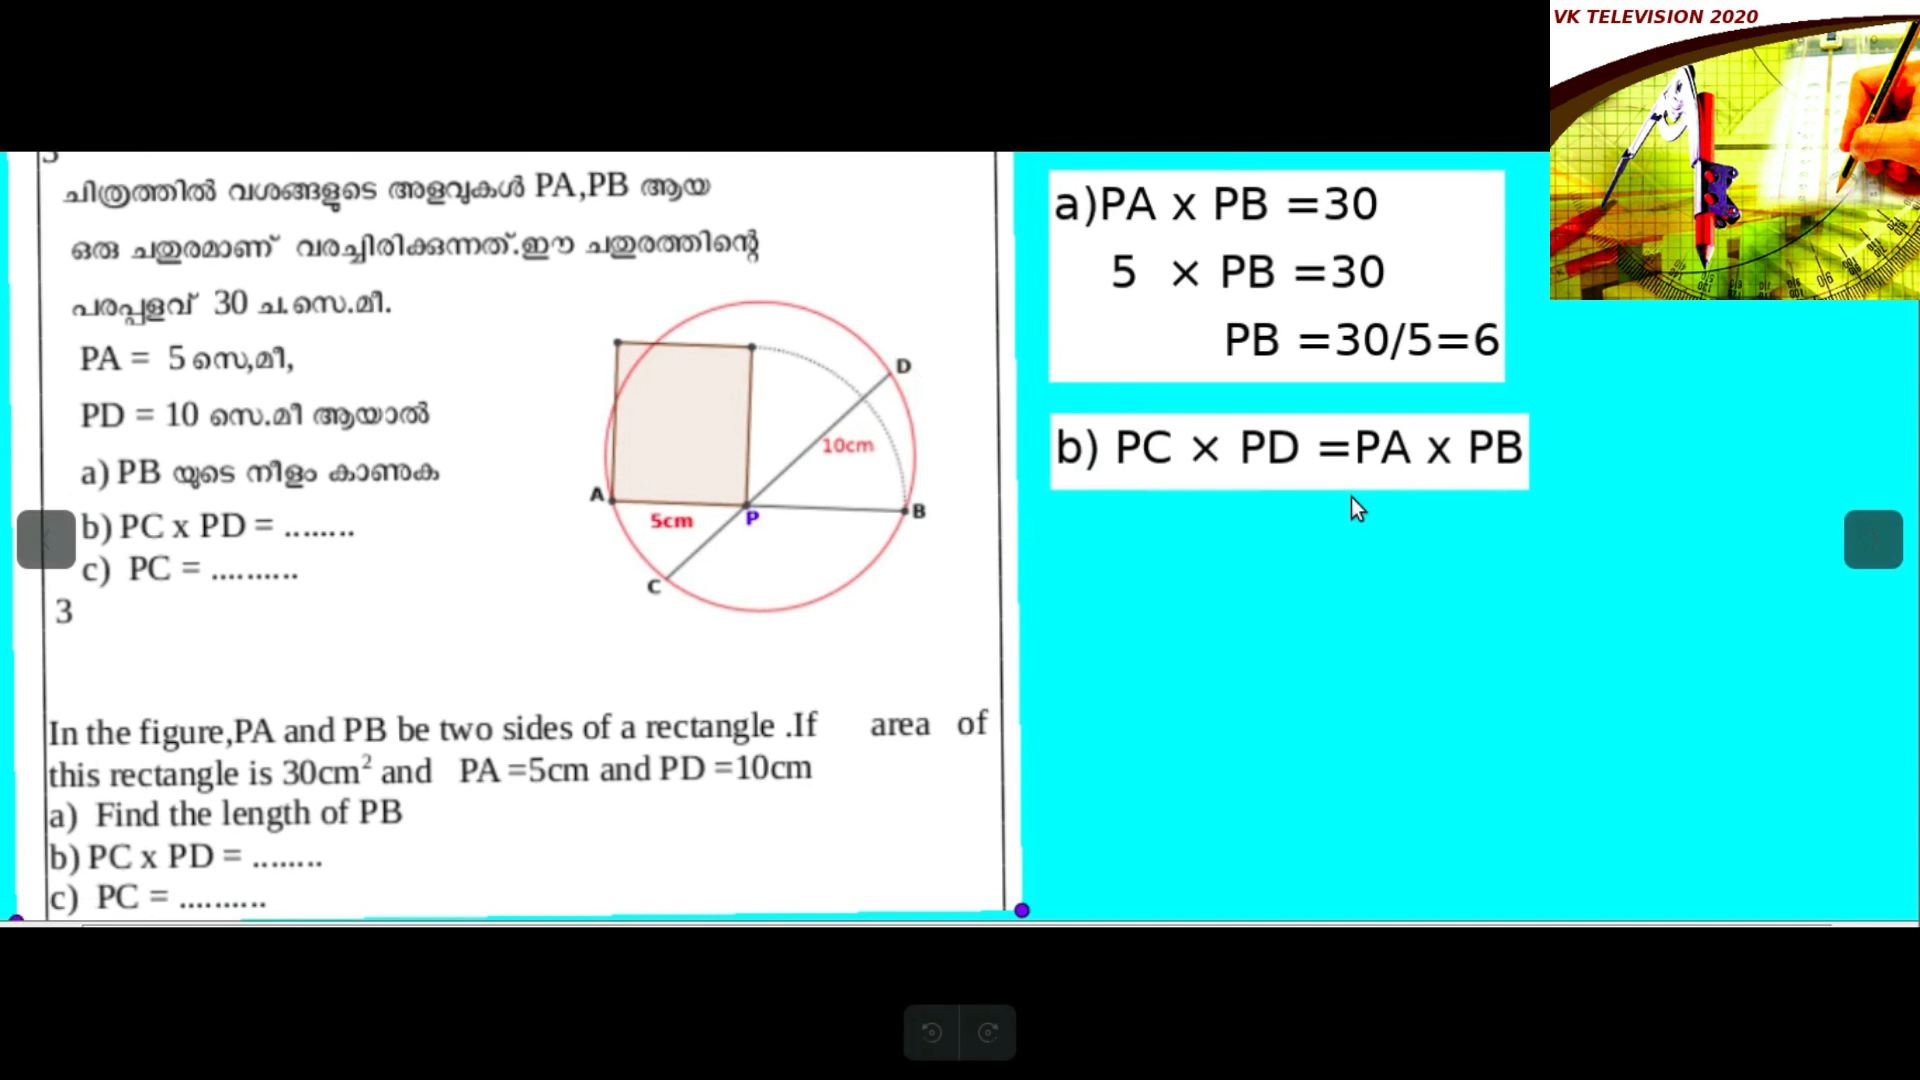 VK TELEVISION 2020
ചിത്രത്തിൽ വശങ്ങളുടെ അളവുകൾ PA,PB ആയ
ഒരു ചതുരമാണ് വരച്ചിരിക്കുന്നത്.ഈ ചതുരത്തിന്റെ
പരപ്പളവ് 30 ച.സെ.മീ.
PA = 5 സെ,മീ,
PD = 10 സെ.മീ ആയാൽ
a) PB യുടെ നീളം കാണുക
b) PC x PD = ........
c) PC = ..........
3
D
10cm
A
5cm
P
B
C
In the figure,PA and PB be two sides of a rectangle .If area of
this rectangle is 30cm² and PA =5cm and PD =10cm
a) Find the length of PB
b) PC x PD = ........
c) PC = ..........
a)PA x PB =30
5 × PB =30
PB =30/5=6
b) PC × PD =PA x PB